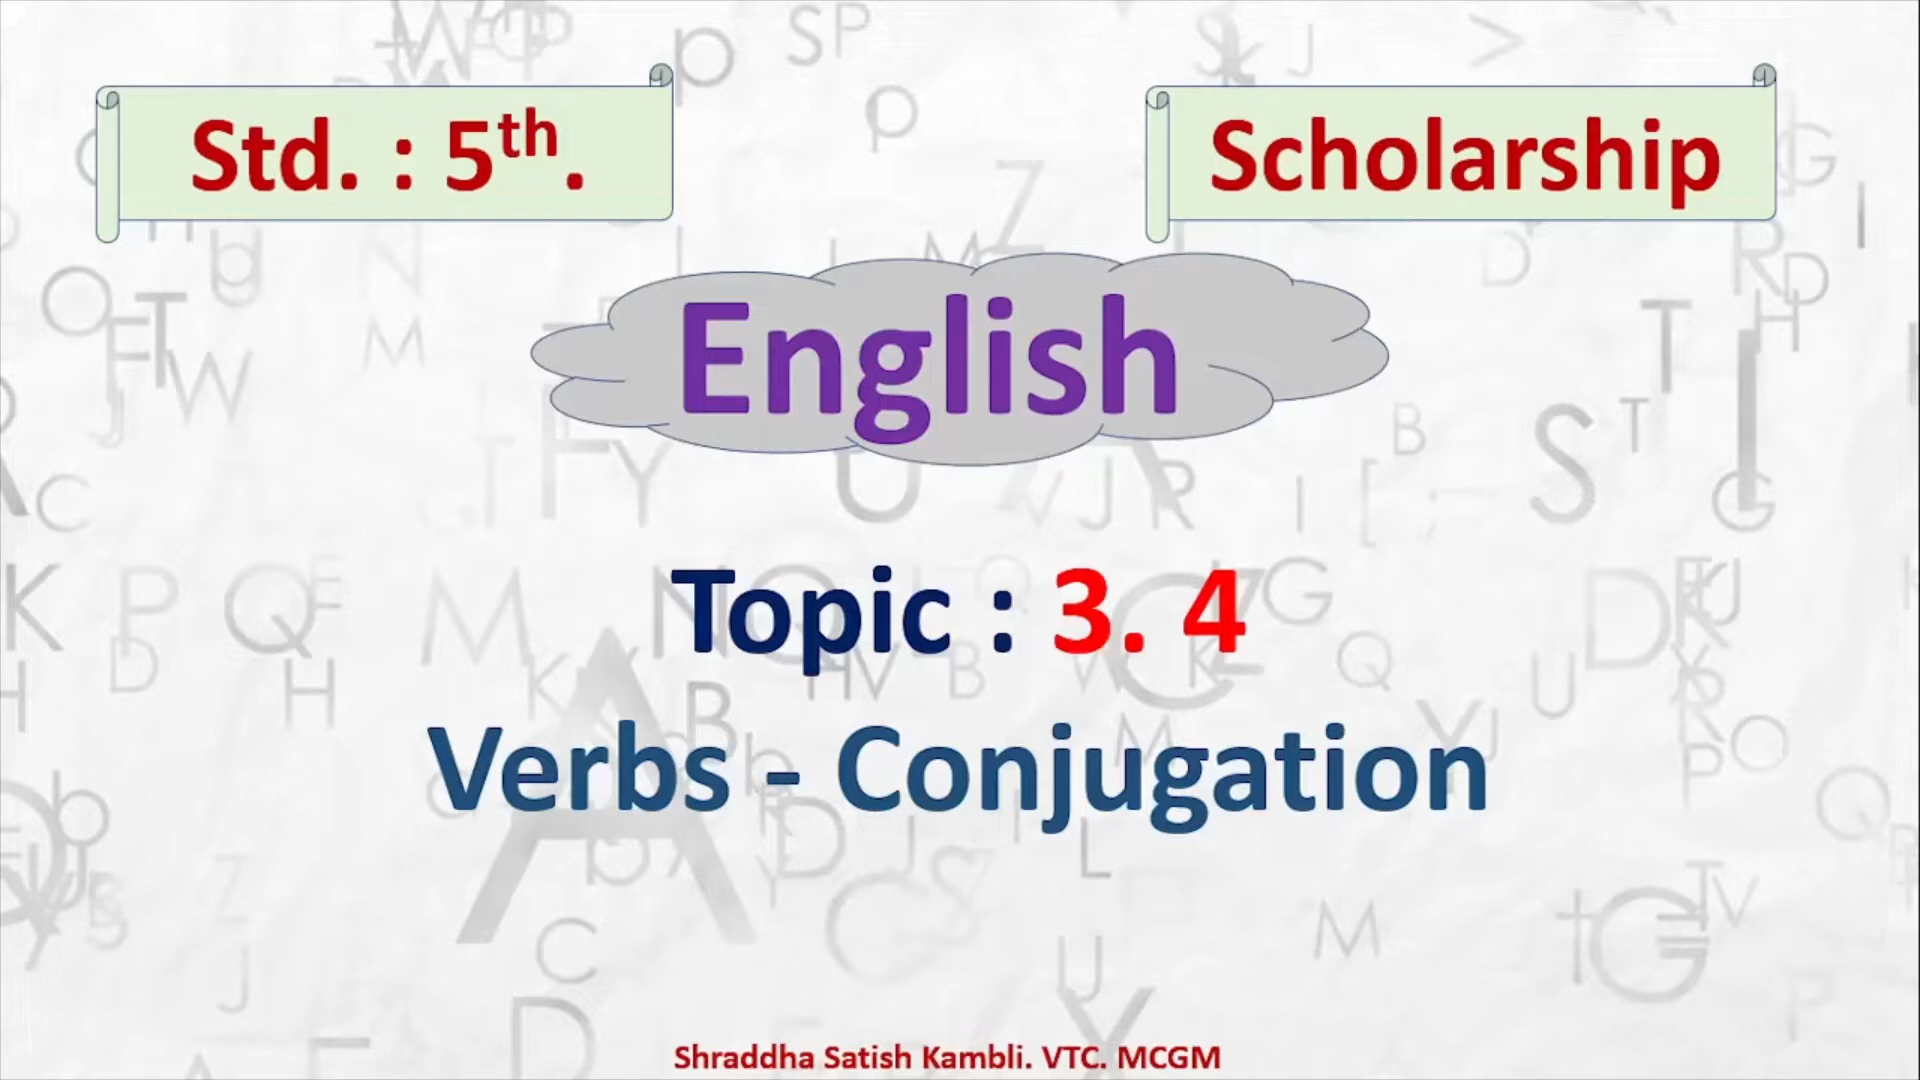 Std. : 5th.
Scholarship
English
Topic : 3. 4
Verbs - Conjugation
Shraddha Satish Kambli. VTC. MCGM